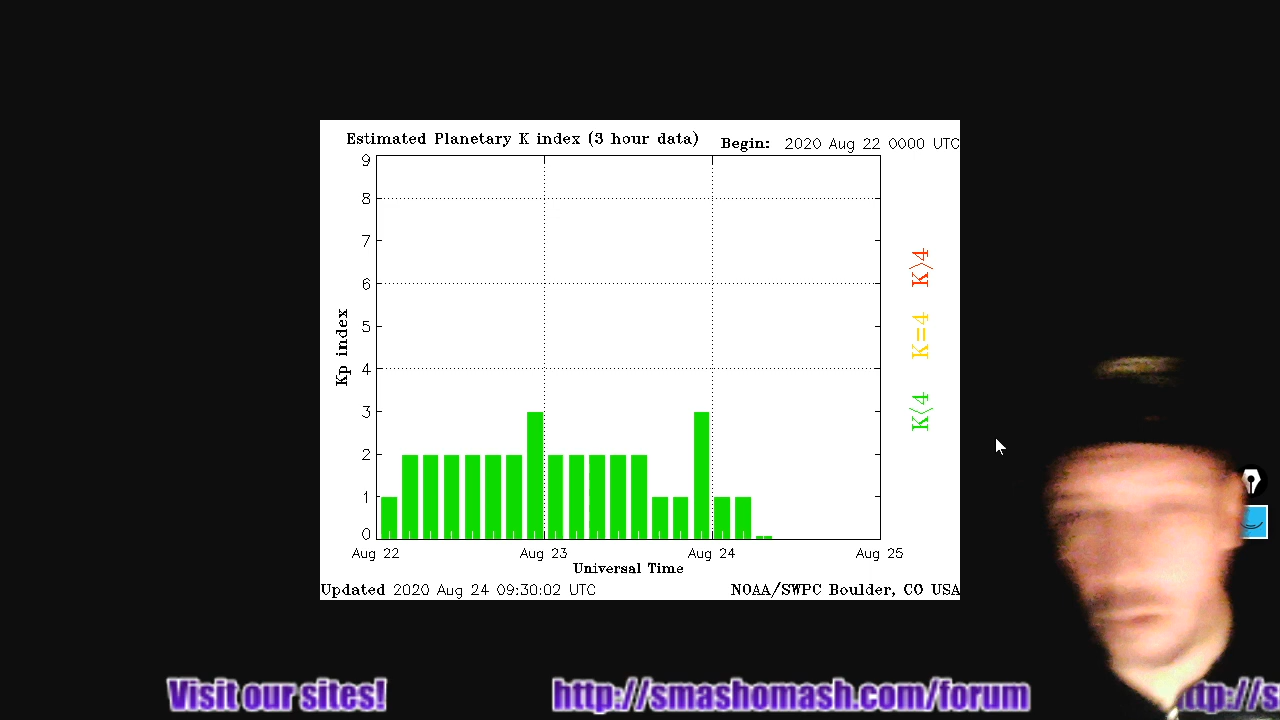 Estimated Planetary K index (3 hour data)
Begin: 2020 Aug 22 0000 UTC
9
8
7
6
5
4
3
2
1
0
Kp index
K>4
K=4
K<4
Aug 22
Aug 23
Aug 24
Aug 25
Universal Time
Updated 2020 Aug 24 09:30:02 UTC
NOAA/SWPC Boulder, CO USA
Visit our sites!
http://smashomash.com/forum
ttp://s